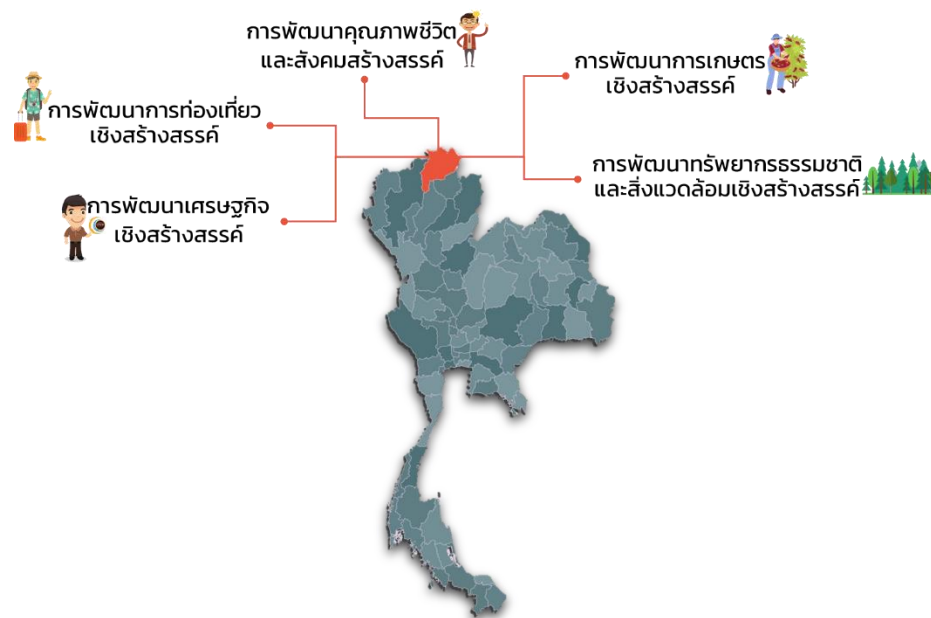 การพัฒนาคุณภาพชีวิต
และสังคมสร้างสรรค์
การพัฒนาการเกษตร
เชิงสร้างสรรค์
การพัฒนาการท่องเที่ยว
เชิงสร้างสรรค์
การพัฒนาทรัพยากรธรรมชาติ
และสิ่งแวดล้อมเชิงสร้างสรรค์
การพัฒนาเศรษฐกิจ
เชิงสร้างสรรค์